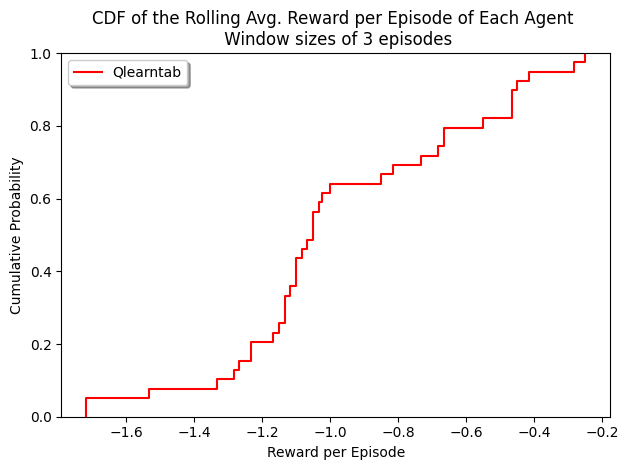 CDF of the Rolling Avg. Reward per Episode of Each Agent
Window sizes of 3 episodes
Qlearntab
Cumulative Probability
1.0
0.8
0.6
0.4
0.2
0.0
−1.6 −1.4 −1.2 −1.0 −0.8 −0.6 −0.4 −0.2
Reward per Episode